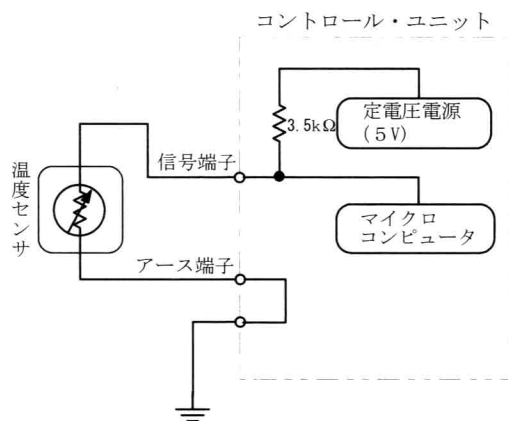 コントロール・ユニット
定電圧電源
(5V)
3.5kΩ
信号端子
マイクロ
コンピュータ
温度センサ
アース端子